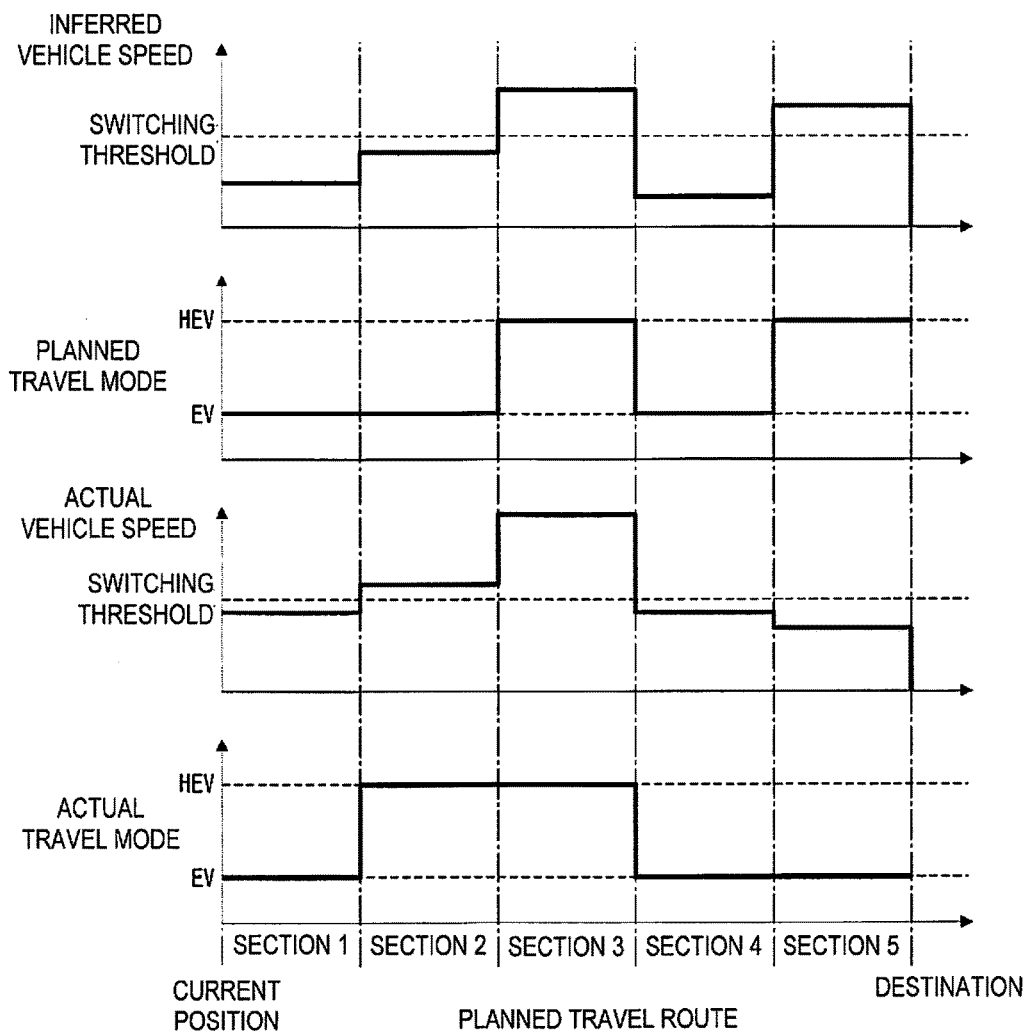 INFERRED
VEHICLE SPEED
SWITCHING
THRESHOLD
HEV
PLANNED
TRAVEL MODE
EV
ACTUAL
VEHICLE SPEED
SWITCHING
THRESHOLD
HEV
ACTUAL
TRAVEL MODE
EV
SECTION 1 SECTION 2 SECTION 3 SECTION 4 SECTION 5
CURRENT
POSITION
PLANNED TRAVEL ROUTE
DESTINATION